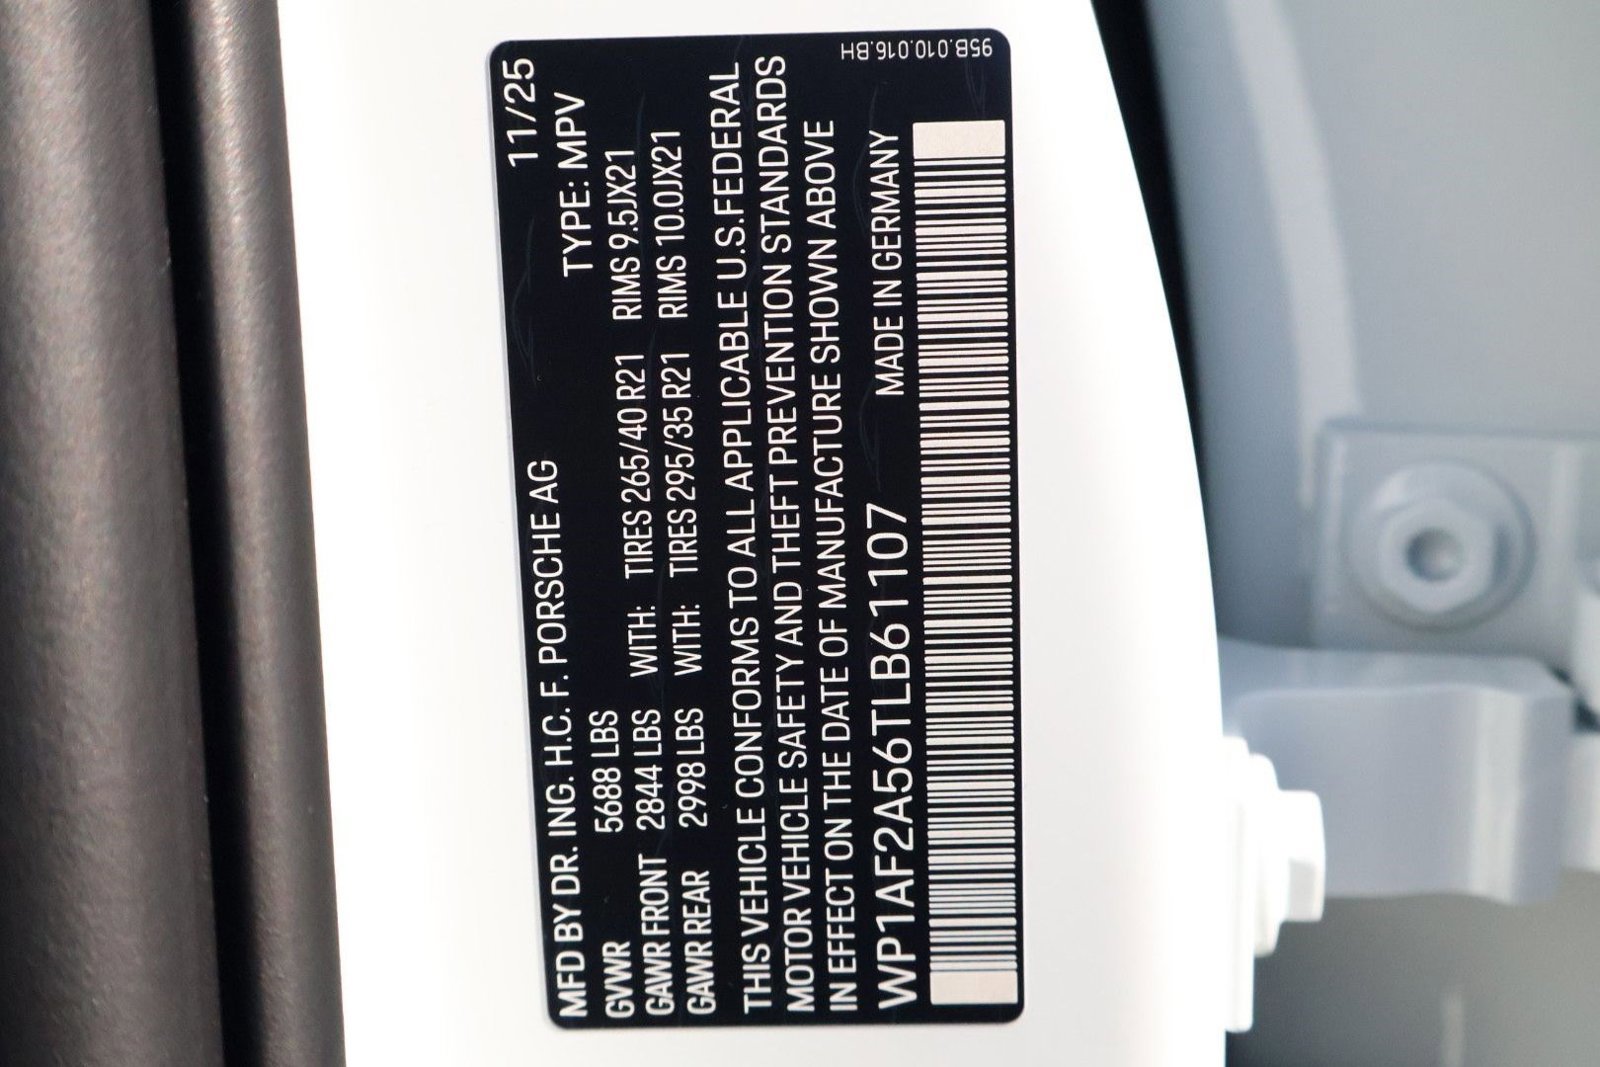 MFD BY DR. ING. H.C. F. PORSCHE AG 11/25
GVWR 5688 LBS TYPE: MPV
GAWR FRONT 2844 LBS WITH: TIRES 265/40 R21 RIMS 9.5JX21
GAWR REAR 2998 LBS WITH: TIRES 295/35 R21 RIMS 10.0JX21
THIS VEHICLE CONFORMS TO ALL APPLICABLE U.S.FEDERAL
MOTOR VEHICLE SAFETY AND THEFT PREVENTION STANDARDS
IN EFFECT ON THE DATE OF MANUFACTURE SHOWN ABOVE
WP1AF2A56TLB61107 MADE IN GERMANY
95B.010.016.BH